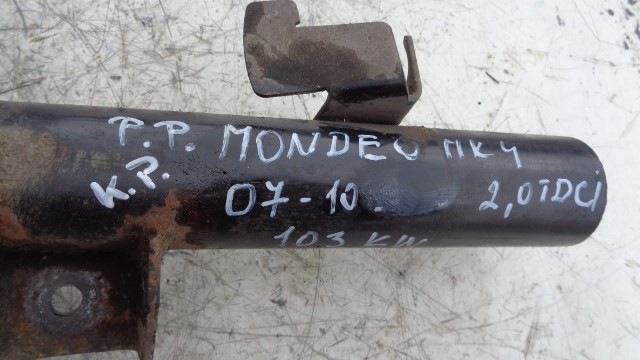 P.P. MONDEO MK4
K.P.
07-10 2,0TDCI
103 KW